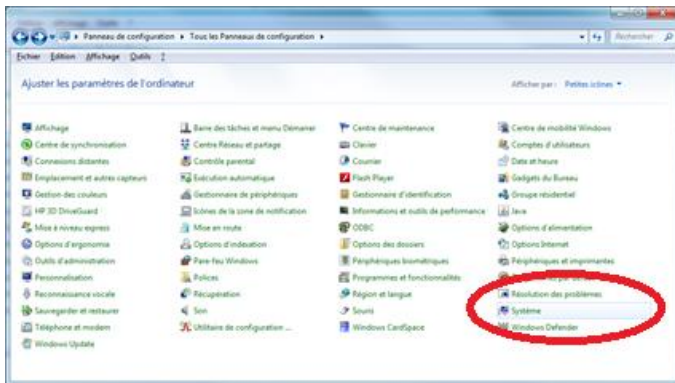 Panneau de configuration ▸ Tous les Panneaux de configuration ▸ Rechercher
Fichier Édition Affichage Outils ?
Ajuster les paramètres de l'ordinateur Afficher par : Petites icônes
Affichage Barre des tâches et menu Démarrer Centre de maintenance Centre de mobilité Windows
Centre de synchronisation Centre Réseau et partage Clavier Comptes d'utilisateurs
Connexions distantes Contrôle parental Courrier Date et heure
Emplacement et autres capteurs Exécution automatique Flash Player Gadgets du Bureau
Gestion des couleurs Gestionnaire de périphériques Gestionnaire d'identification Groupe résidentiel
HP 3D DriveGuard Icônes de la zone de notification Informations et outils de performance Java
Mise à niveau express Mise en route ODBC Options d'alimentation
Options d'ergonomie Options d'indexation Options des dossiers Options Internet
Outils d'administration Pare-feu Windows Périphériques biométriques Périphériques et imprimantes
Personnalisation Polices Programmes et fonctionnalités
Reconnaissance vocale Récupération Région et langue Résolution des problèmes
Sauvegarder et restaurer Son Souris Système
Téléphone et modem Utilitaire de configuration ... Windows CardSpace Windows Defender
Windows Update